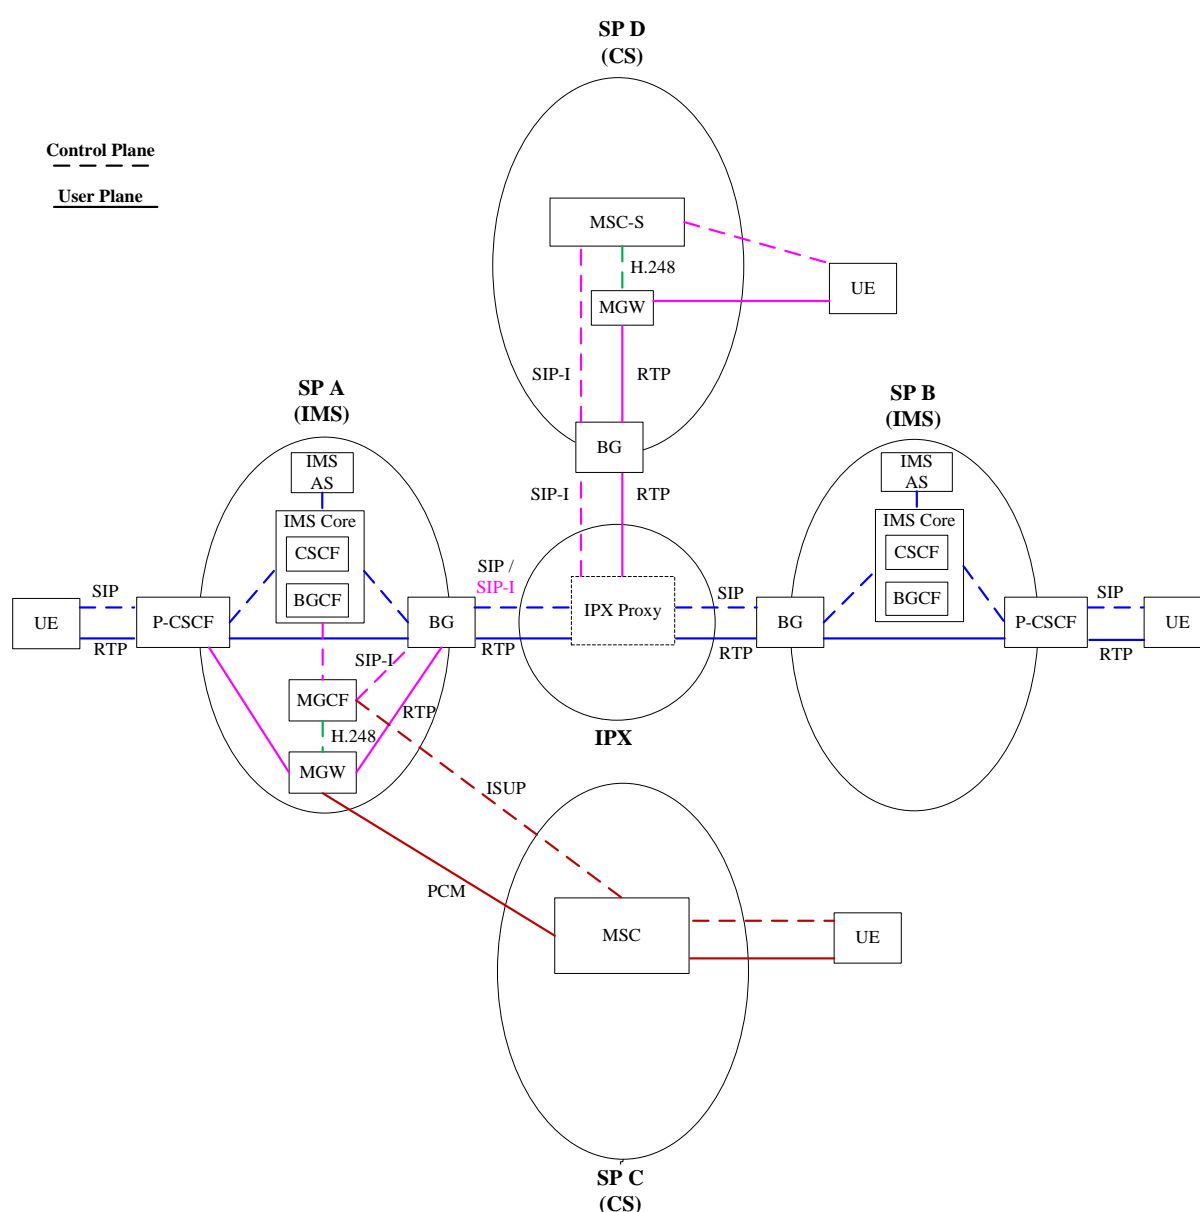 SP D
(CS)
Control Plane
User Plane
MSC-S
H.248
UE
MGW
SIP-I
RTP
SP A
(IMS)
SP B
(IMS)
BG
IMS
AS
IMS
AS
SIP-I
RTP
IMS Core
CSCF
BGCF
IMS Core
CSCF
BGCF
SIP
SIP /
SIP-I
SIP
SIP
UE
P-CSCF
BG
IPX Proxy
BG
P-CSCF
UE
RTP
RTP
RTP
RTP
SIP-I
MGCF
RTP
H.248
IPX
MGW
ISUP
PCM
MSC
UE
SP C
(CS)